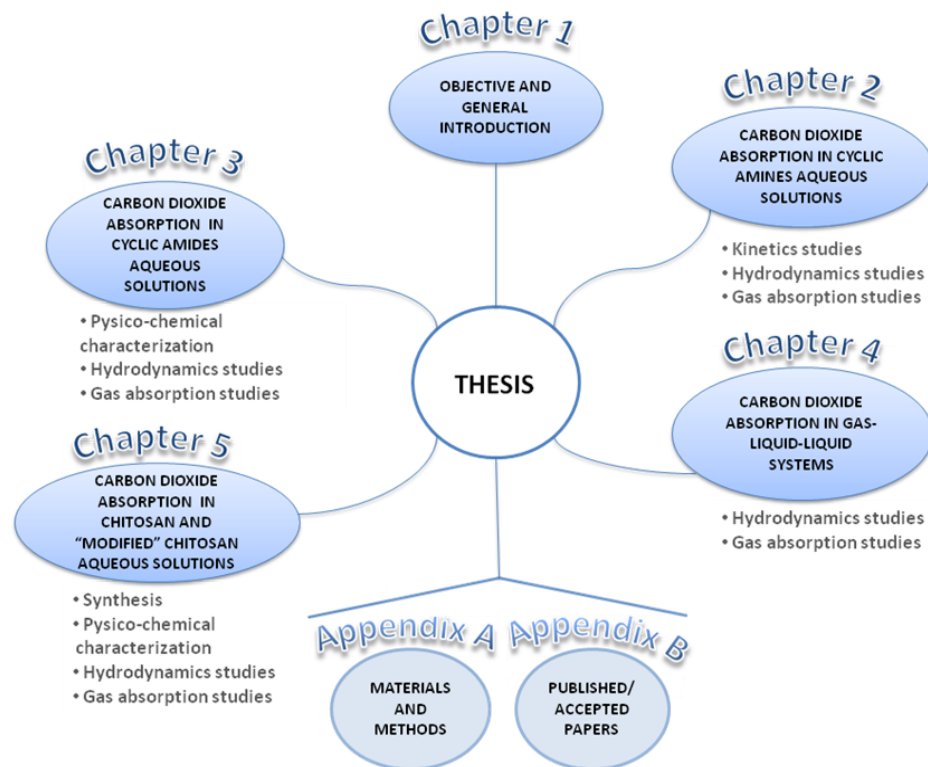 Chapter 1
OBJECTIVE AND
GENERAL
INTRODUCTION
Chapter 2
CARBON DIOXIDE
ABSORPTION IN CYCLIC
AMINES AQUEOUS
SOLUTIONS
• Kinetics studies
• Hydrodynamics studies
• Gas absorption studies
Chapter 3
CARBON DIOXIDE
ABSORPTION IN
CYCLIC AMIDES
AQUEOUS
SOLUTIONS
• Pysico-chemical
characterization
• Hydrodynamics studies
• Gas absorption studies
THESIS
Chapter 4
CARBON DIOXIDE
ABSORPTION IN GAS-
LIQUID-LIQUID
SYSTEMS
• Hydrodynamics studies
• Gas absorption studies
Chapter 5
CARBON DIOXIDE
ABSORPTION IN
CHITOSAN AND
“MODIFIED” CHITOSAN
AQUEOUS SOLUTIONS
• Synthesis
• Pysico-chemical
characterization
• Hydrodynamics studies
• Gas absorption studies
Appendix A
MATERIALS
AND
METHODS
Appendix B
PUBLISHED/
ACCEPTED
PAPERS